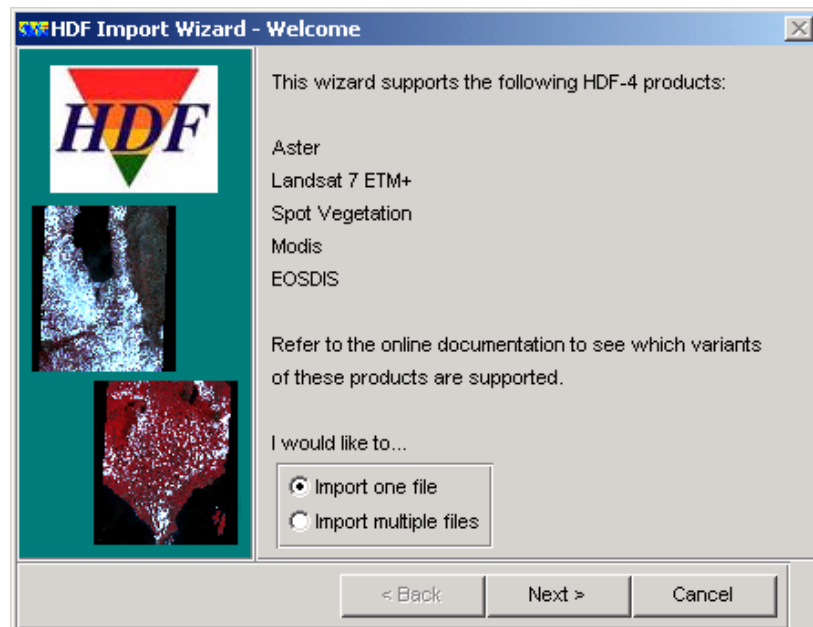 HDF Import Wizard - Welcome
HDF
This wizard supports the following HDF-4 products:
Aster
Landsat 7 ETM+
Spot Vegetation
Modis
EOSDIS
Refer to the online documentation to see which variants
of these products are supported.
I would like to...
Import one file
Import multiple files
< Back
Next >
Cancel